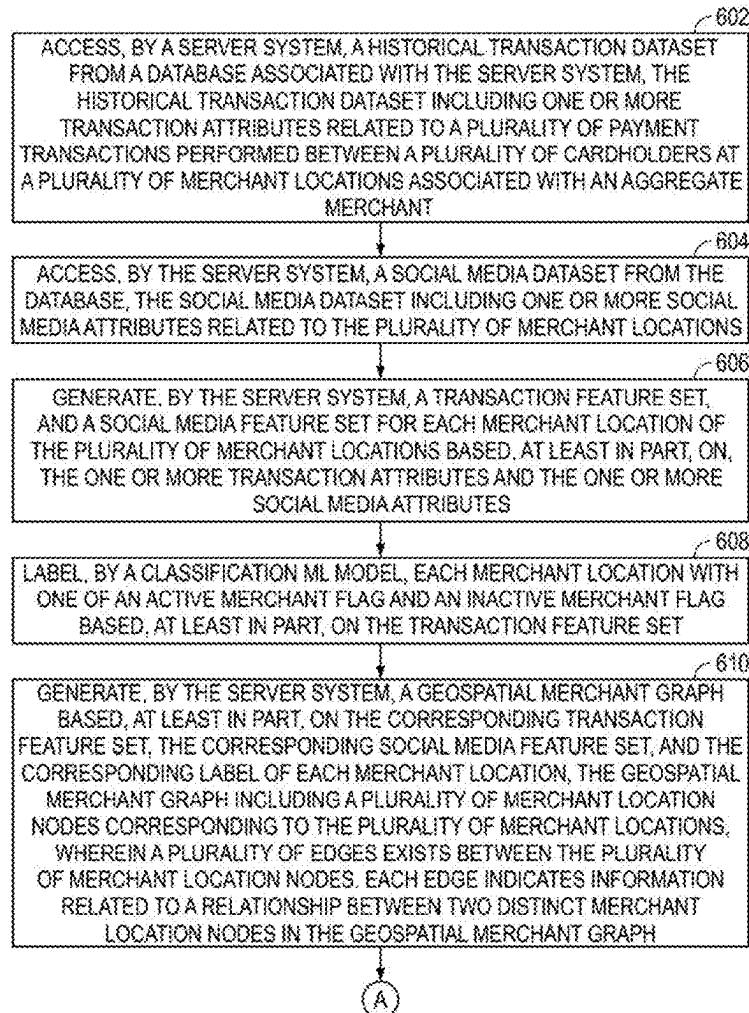 602
ACCESS, BY A SERVER SYSTEM, A HISTORICAL TRANSACTION DATASET
FROM A DATABASE ASSOCIATED WITH THE SERVER SYSTEM, THE
HISTORICAL TRANSACTION DATASET INCLUDING ONE OR MORE
TRANSACTION ATTRIBUTES RELATED TO A PLURALITY OF PAYMENT
TRANSACTIONS PERFORMED BETWEEN A PLURALITY OF CARDHOLDERS AT
A PLURALITY OF MERCHANT LOCATIONS ASSOCIATED WITH AN AGGREGATE
MERCHANT
604
ACCESS, BY THE SERVER SYSTEM, A SOCIAL MEDIA DATASET FROM THE
DATABASE, THE SOCIAL MEDIA DATASET INCLUDING ONE OR MORE SOCIAL
MEDIA ATTRIBUTES RELATED TO THE PLURALITY OF MERCHANT LOCATIONS
606
GENERATE, BY THE SERVER SYSTEM, A TRANSACTION FEATURE SET,
AND A SOCIAL MEDIA FEATURE SET FOR EACH MERCHANT LOCATION OF
THE PLURALITY OF MERCHANT LOCATIONS BASED, AT LEAST IN PART, ON,
THE ONE OR MORE TRANSACTION ATTRIBUTES AND THE ONE OR MORE
SOCIAL MEDIA ATTRIBUTES
608
LABEL, BY A CLASSIFICATION ML MODEL, EACH MERCHANT LOCATION WITH
ONE OF AN ACTIVE MERCHANT FLAG AND AN INACTIVE MERCHANT FLAG
BASED, AT LEAST IN PART, ON THE TRANSACTION FEATURE SET
610
GENERATE, BY THE SERVER SYSTEM, A GEOSPATIAL MERCHANT GRAPH
BASED, AT LEAST IN PART, ON THE CORRESPONDING TRANSACTION
FEATURE SET, THE CORRESPONDING SOCIAL MEDIA FEATURE SET, AND THE
CORRESPONDING LABEL OF EACH MERCHANT LOCATION, THE GEOSPATIAL
MERCHANT GRAPH INCLUDING A PLURALITY OF MERCHANT LOCATION
NODES CORRESPONDING TO THE PLURALITY OF MERCHANT LOCATIONS,
WHEREIN A PLURALITY OF EDGES EXISTS BETWEEN THE PLURALITY
OF MERCHANT LOCATION NODES. EACH EDGE INDICATES INFORMATION
RELATED TO A RELATIONSHIP BETWEEN TWO DISTINCT MERCHANT
LOCATION NODES IN THE GEOSPATIAL MERCHANT GRAPH
A